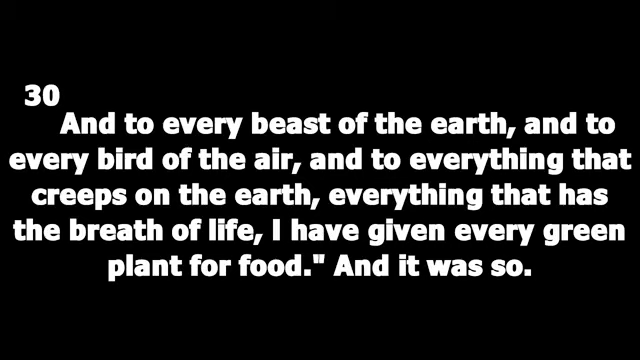 30
And to every beast of the earth, and to
every bird of the air, and to everything that
creeps on the earth, everything that has
the breath of life, I have given every green
plant for food." And it was so.